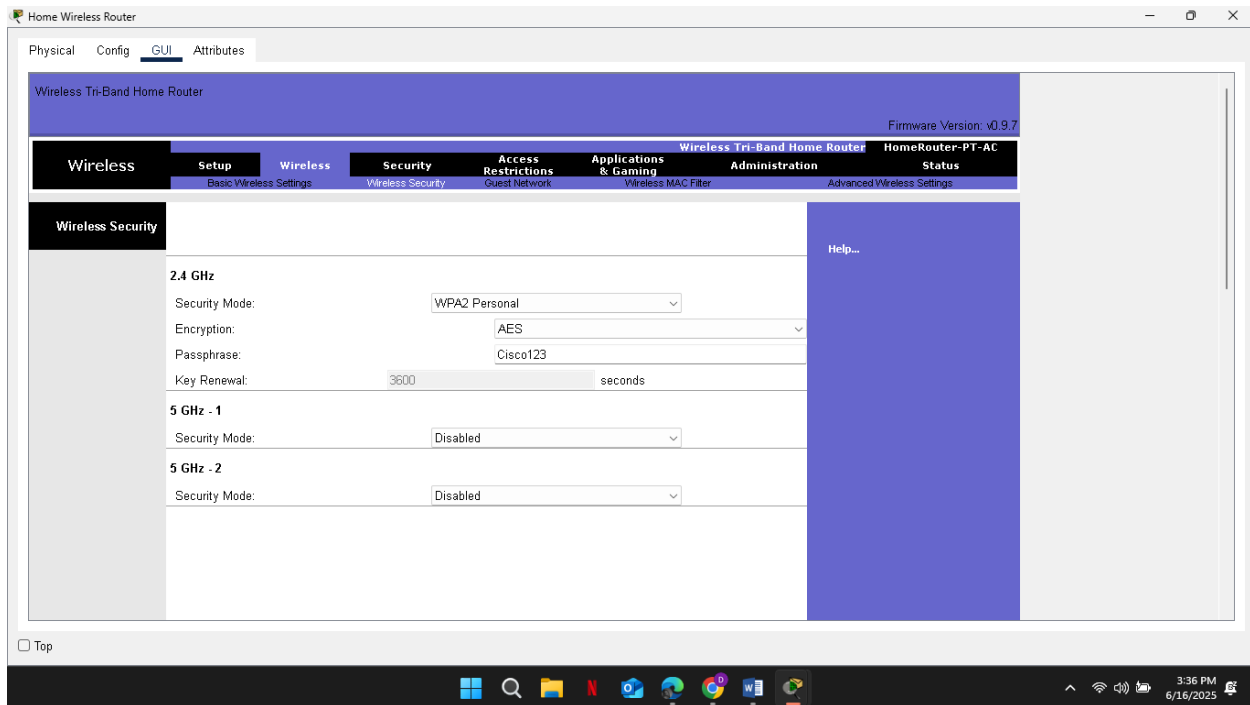 Home Wireless Router
Physical Config GUI Attributes
Wireless Tri-Band Home Router
Firmware Version: v0.9.7
Wireless Tri-Band Home Router HomeRouter-PT-AC
Wireless
Setup Wireless Security Access Restrictions Applications & Gaming Administration Status
Basic Wireless Settings Wireless Security Guest Network Wireless MAC Filter Advanced Wireless Settings
Wireless Security
Help...
2.4 GHz
Security Mode: WPA2 Personal
Encryption: AES
Passphrase: Cisco123
Key Renewal: 3600 seconds
5 GHz - 1
Security Mode: Disabled
5 GHz - 2
Security Mode: Disabled
Top
3:36 PM
6/16/2025